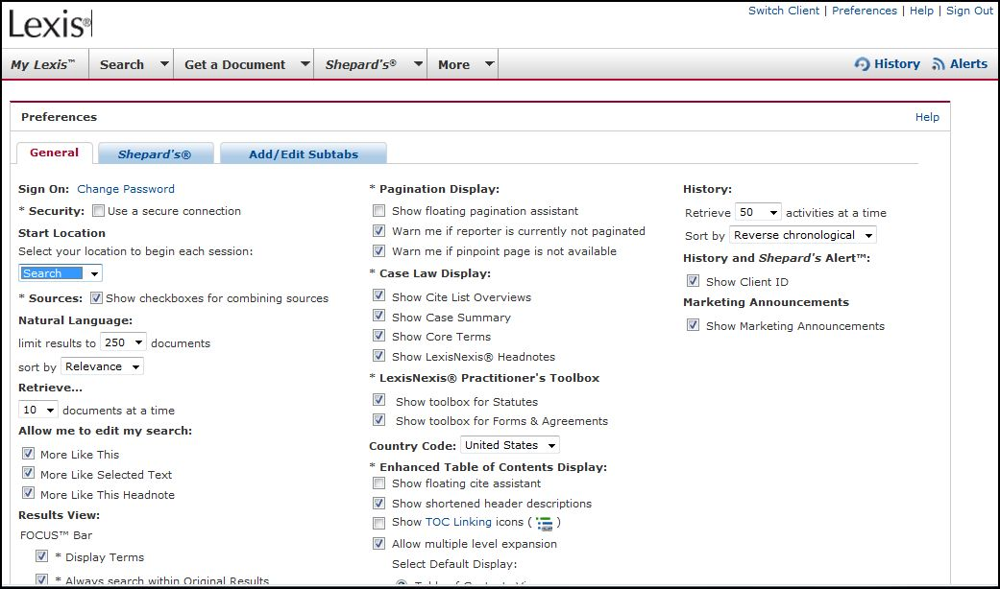 Switch Client | Preferences | Help | Sign Out
Lexis®
My Lexis™ Search Get a Document Shepard's® More History Alerts
Preferences Help
General Shepard's® Add/Edit Subtabs
Sign On: Change Password
* Security: Use a secure connection
Start Location
Select your location to begin each session:
Search
* Sources: Show checkboxes for combining sources
Natural Language:
limit results to 250 documents
sort by Relevance
Retrieve...
10 documents at a time
Allow me to edit my search:
More Like This
More Like Selected Text
More Like This Headnote
Results View:
FOCUS™ Bar
* Display Terms
* Always search within Original Results
* Pagination Display:
Show floating pagination assistant
Warn me if reporter is currently not paginated
Warn me if pinpoint page is not available
* Case Law Display:
Show Cite List Overviews
Show Case Summary
Show Core Terms
Show LexisNexis® Headnotes
* LexisNexis® Practitioner's Toolbox
Show toolbox for Statutes
Show toolbox for Forms & Agreements
Country Code: United States
* Enhanced Table of Contents Display:
Show floating cite assistant
Show shortened header descriptions
Show TOC Linking icons ( )
Allow multiple level expansion
Select Default Display:
Table of Contents
History:
Retrieve 50 activities at a time
Sort by Reverse chronological
History and Shepard's Alert™:
Show Client ID
Marketing Announcements
Show Marketing Announcements